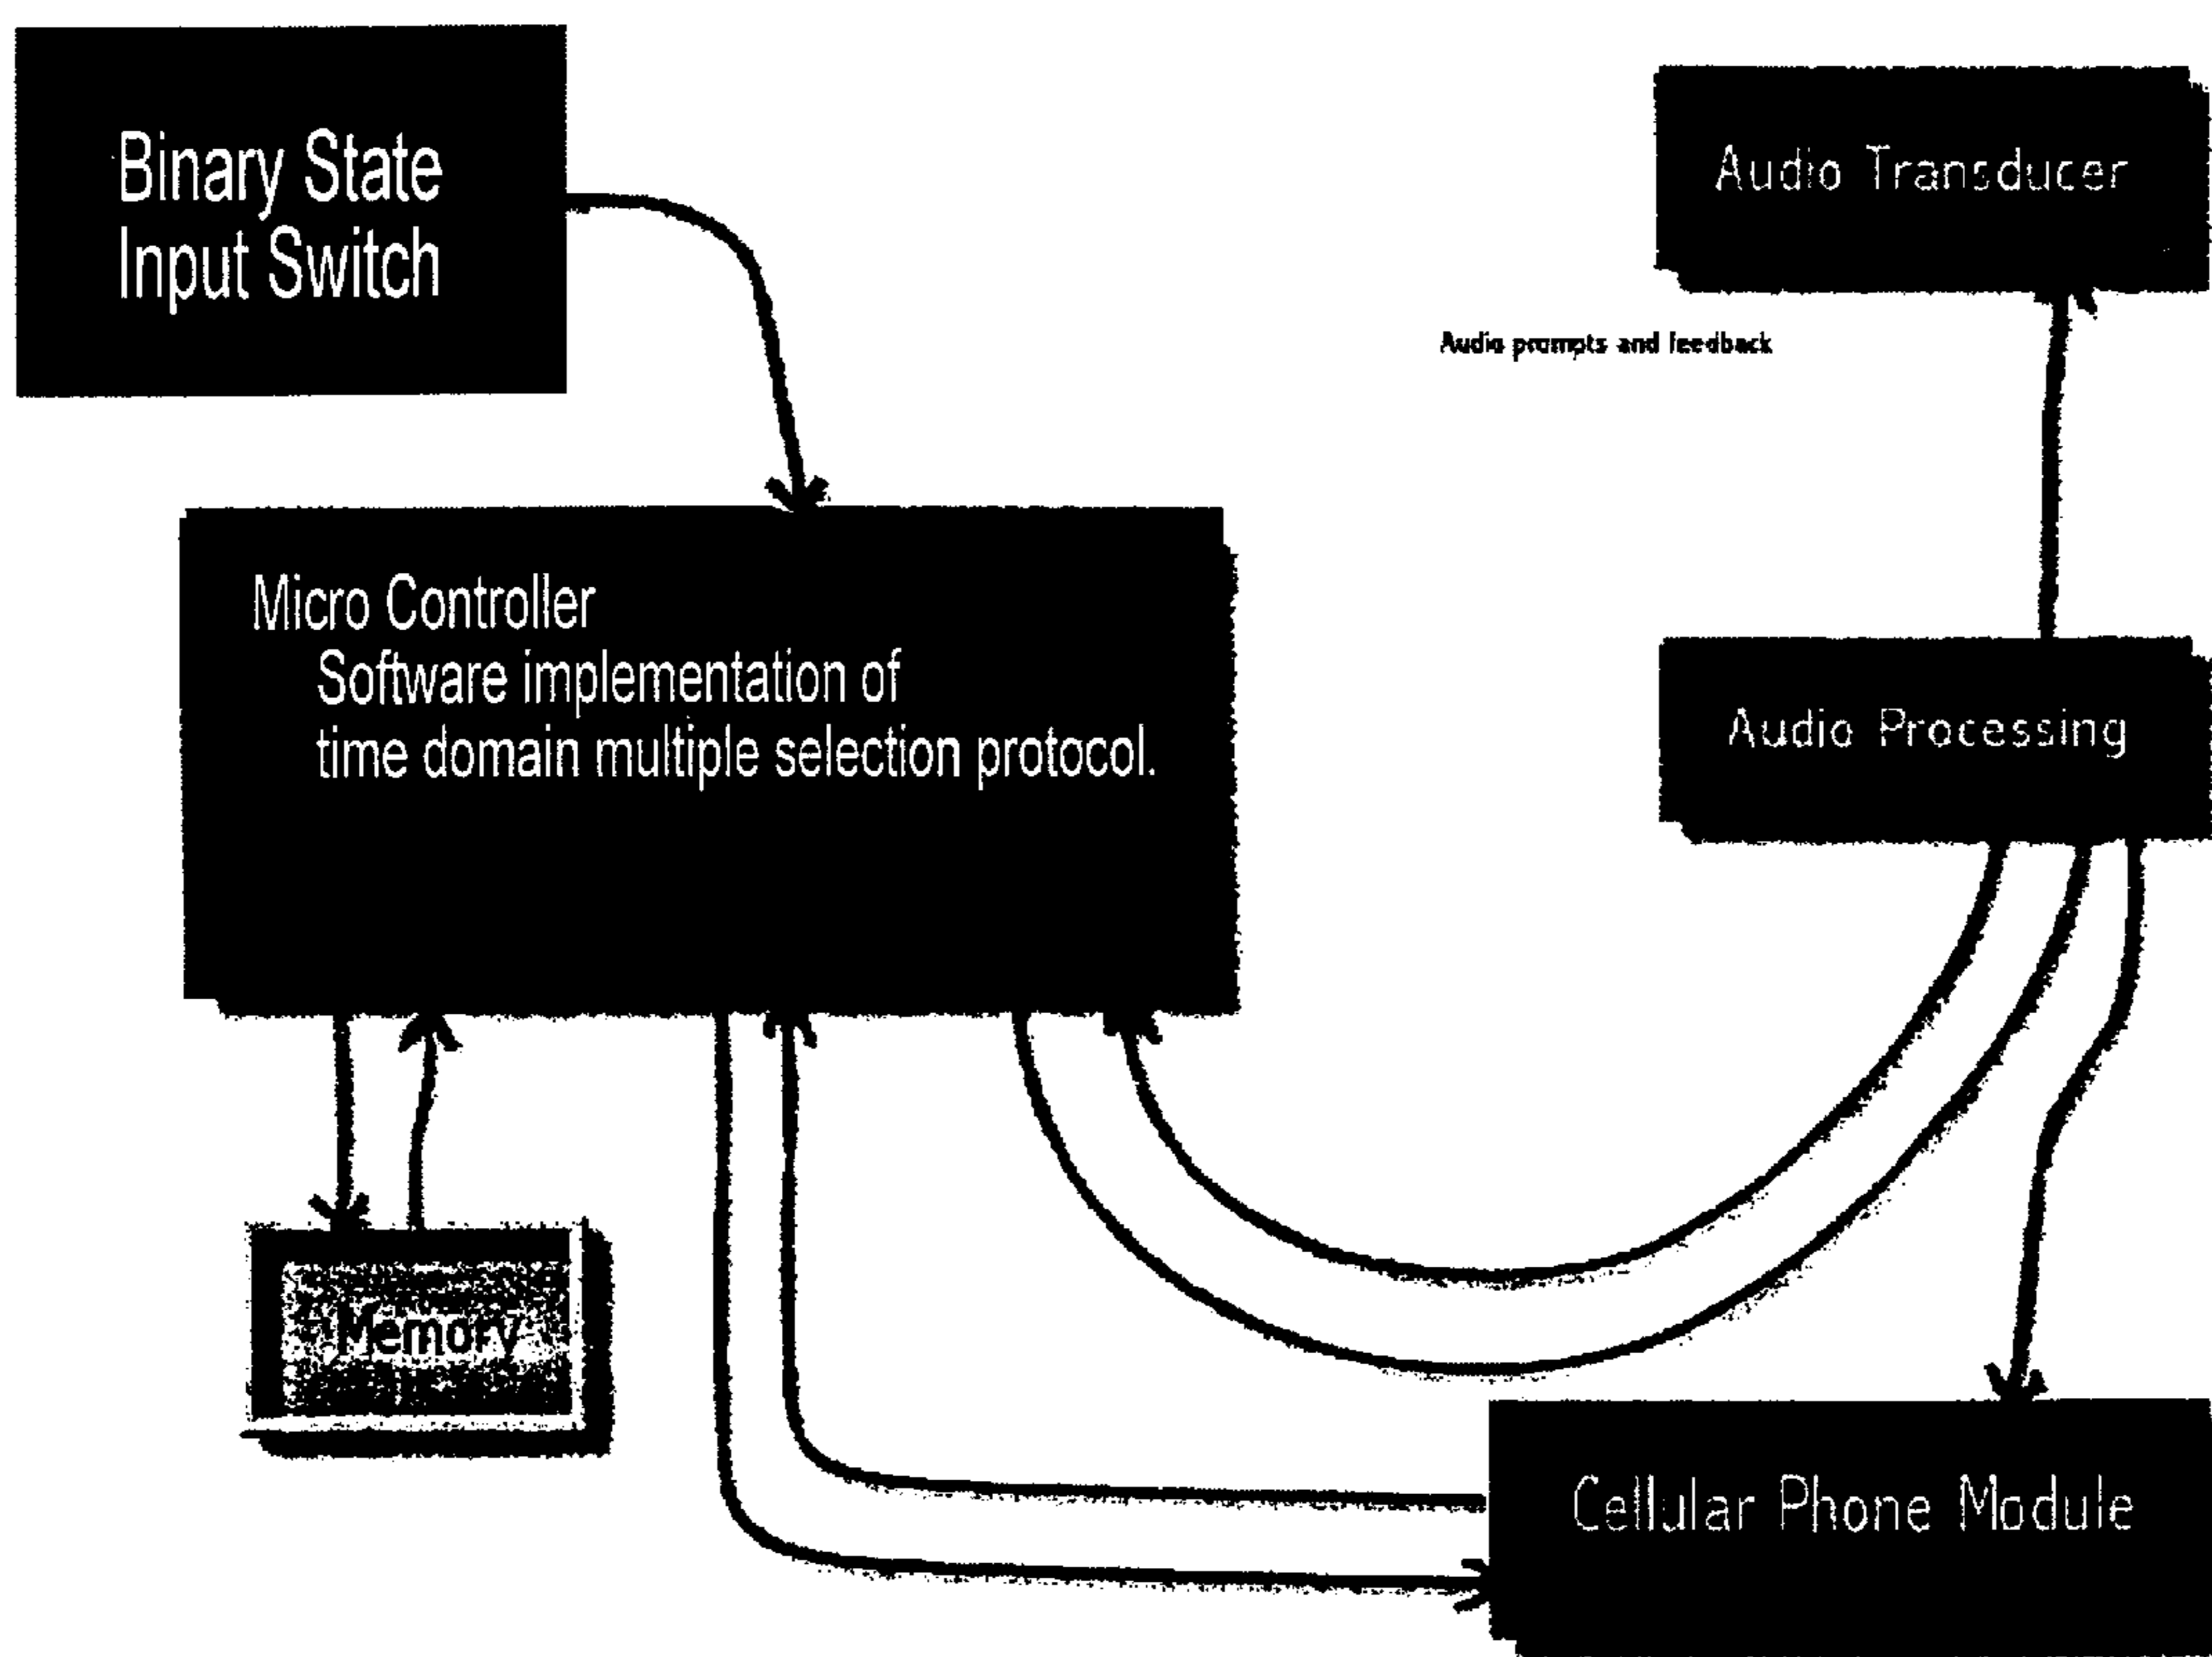 Binary State
Input Switch
Audio Transducer
Audio prompts and feedback
Micro Controller
Software implementation of
time domain multiple selection protocol.
Audio Processing
Memory
Cellular Phone Module